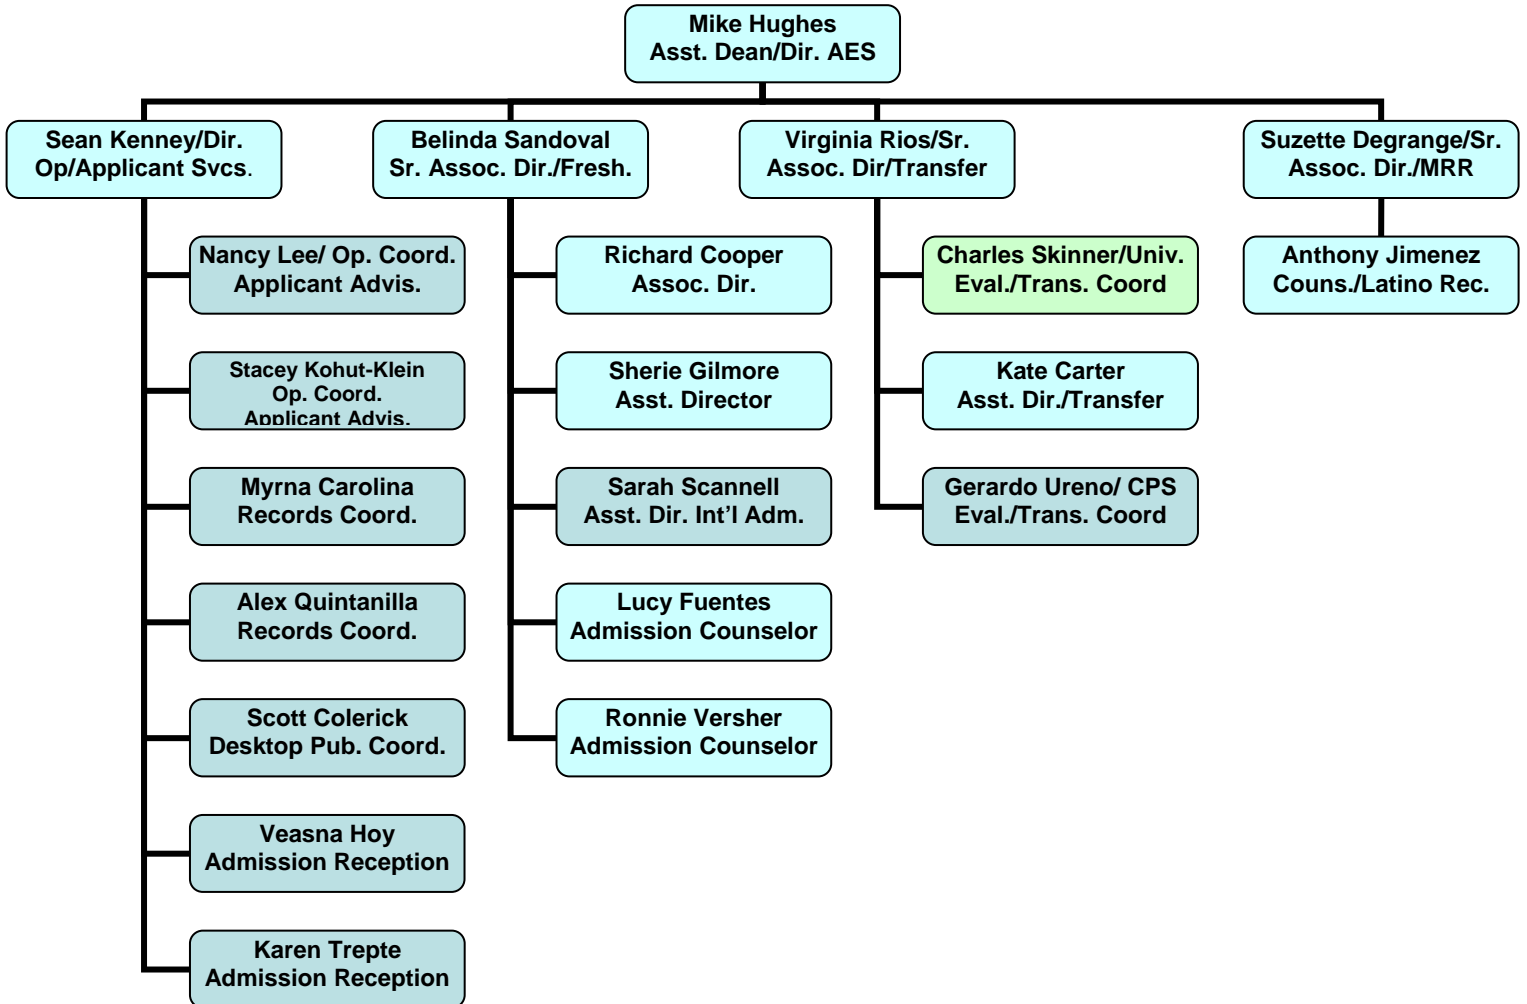 Mike Hughes
Asst. Dean/Dir. AES
Sean Kenney/Dir.
Op/Applicant Svcs.
Nancy Lee/ Op. Coord.
Applicant Advis.
Stacey Kohut-Klein
Op. Coord.
Applicant Advis.
Myrna Carolina
Records Coord.
Alex Quintanilla
Records Coord.
Scott Colerick
Desktop Pub. Coord.
Veasna Hoy
Admission Reception
Karen Trepte
Admission Reception
Belinda Sandoval
Sr. Assoc. Dir./Fresh.
Richard Cooper
Assoc. Dir.
Sherie Gilmore
Asst. Director
Sarah Scannell
Asst. Dir. Int’l Adm.
Lucy Fuentes
Admission Counselor
Ronnie Versher
Admission Counselor
Virginia Rios/Sr.
Assoc. Dir/Transfer
Charles Skinner/Univ.
Eval./Trans. Coord
Kate Carter
Asst. Dir./Transfer
Gerardo Ureno/ CPS
Eval./Trans. Coord
Suzette Degrange/Sr.
Assoc. Dir./MRR
Anthony Jimenez
Couns./Latino Rec.